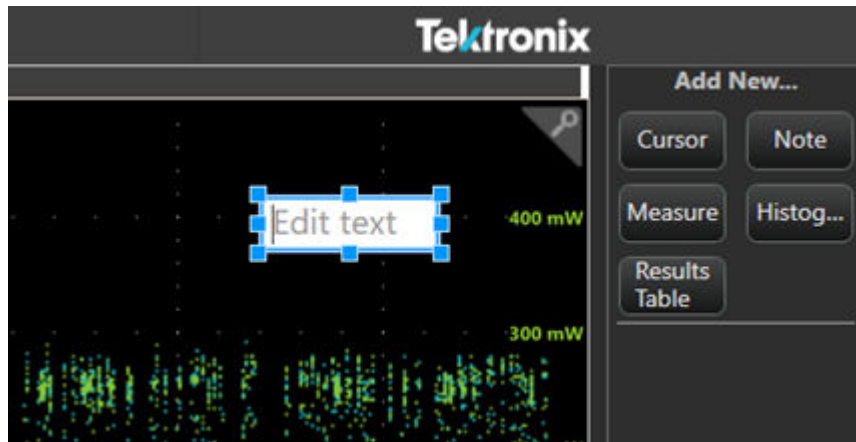 Tektronix
Add New...
Cursor
Note
Edit text
400 mW
Measure
Histog...
Results
Table
300 mW